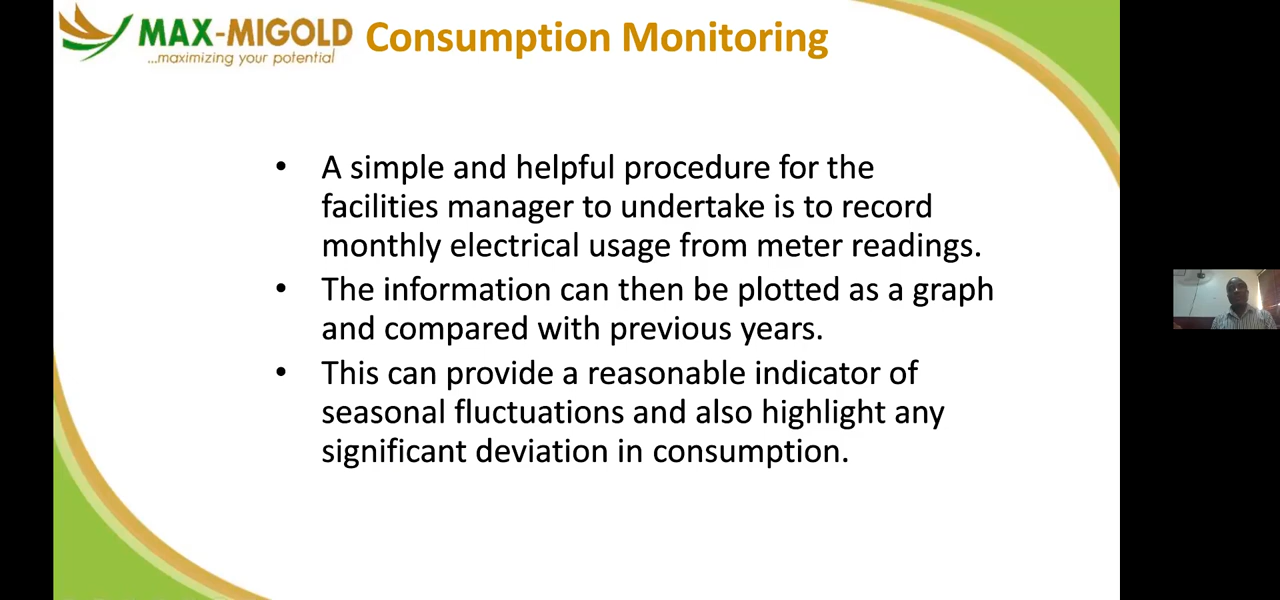 MAX-MIGOLD
...maximizing your potential
Consumption Monitoring
• A simple and helpful procedure for the
facilities manager to undertake is to record
monthly electrical usage from meter readings.
• The information can then be plotted as a graph
and compared with previous years.
• This can provide a reasonable indicator of
seasonal fluctuations and also highlight any
significant deviation in consumption.